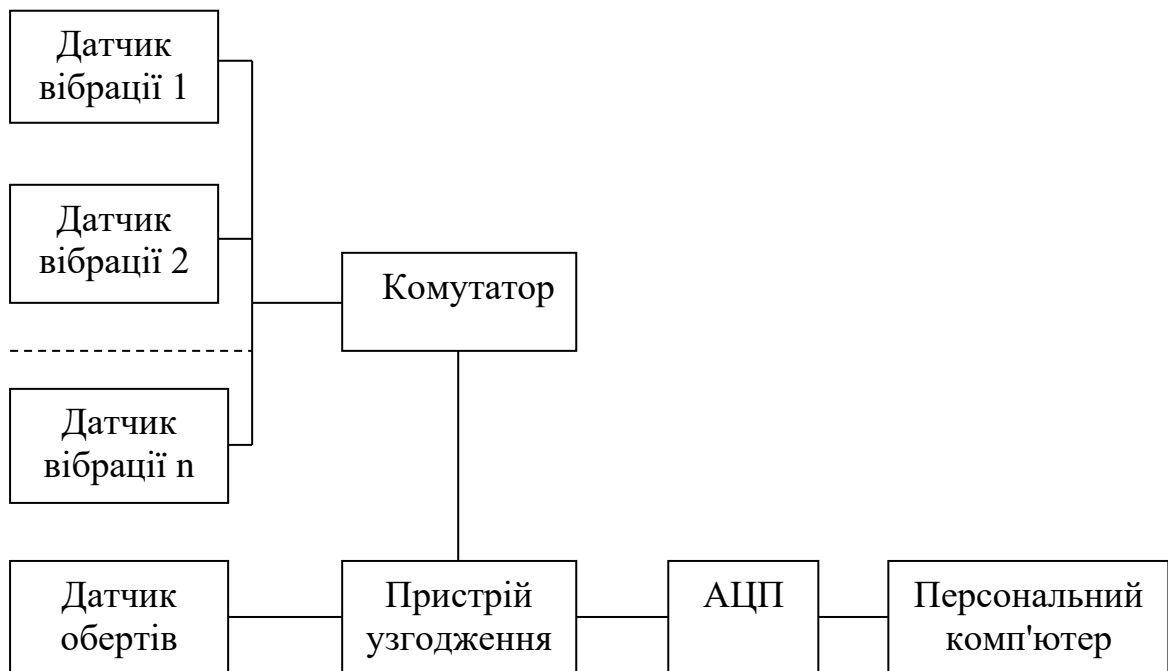 Датчик
вібрації 1
Датчик
вібрації 2
Комутатор
Датчик
вібрації n
Датчик
обертів
Пристрій
узгодження
АЦП
Персональний
комп'ютер